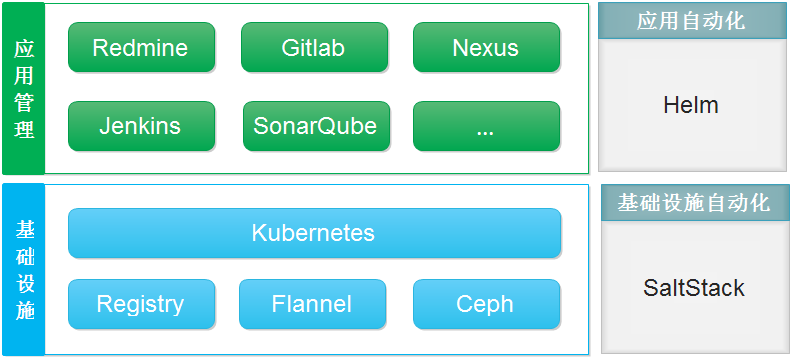 应用管理
Redmine
Gitlab
Nexus
Jenkins
SonarQube
...
应用自动化
Helm
基础设施
Kubernetes
Registry
Flannel
Ceph
基础设施自动化
SaltStack